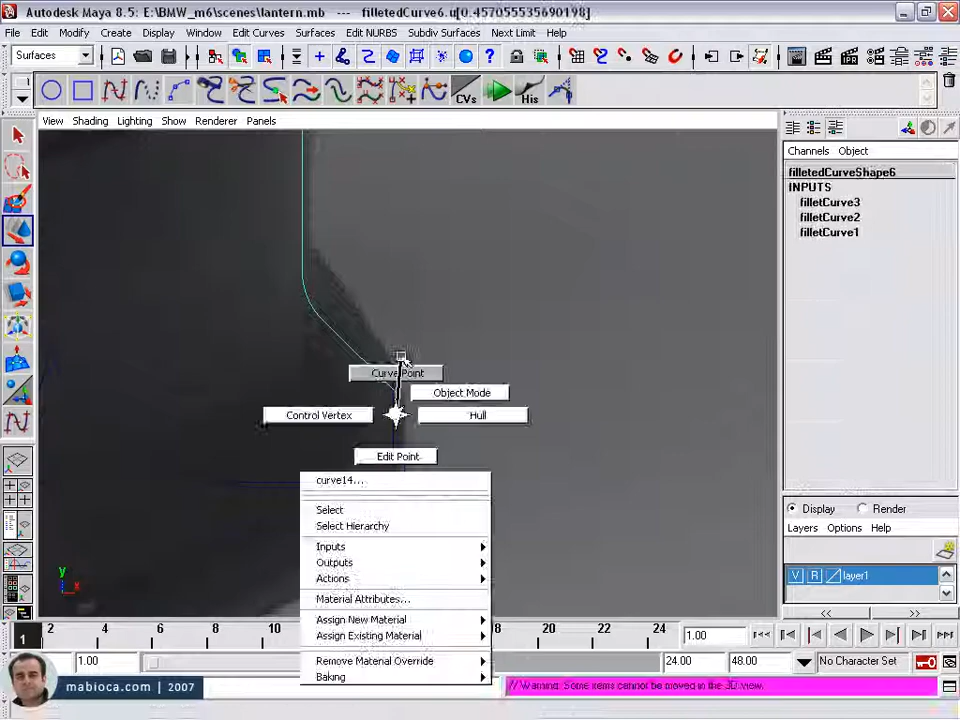 Autodesk Maya 8.5: E:\BMW_m6\scenes\lantern.mb --- filletedCurve6.u[0.457055535690198]
File Edit Modify Create Display Window Edit Curves Surfaces Edit NURBS Subdiv Surfaces Next Limit Help
Surfaces
CVs His
View Shading Lighting Show Renderer Panels
Channels Object
filletedCurveShape6
INPUTS
filletCurve3
filletCurve2
filletCurve1
Curve Point
Object Mode
Control Vertex
Hull
Edit Point
curve14...
Select
Select Hierarchy
Inputs
Outputs
Actions
Material Attributes...
Assign New Material
Assign Existing Material
Remove Material Override
Baking
y
x
Display Render
Layers Options Help
V R layer1
1 2 4 6 8 10 18 20 22 24 1.00
1.00 24.00 48.00 No Character Set
mabioca.com | 2007
// Warning: Some items cannot be moved in the 3D view.